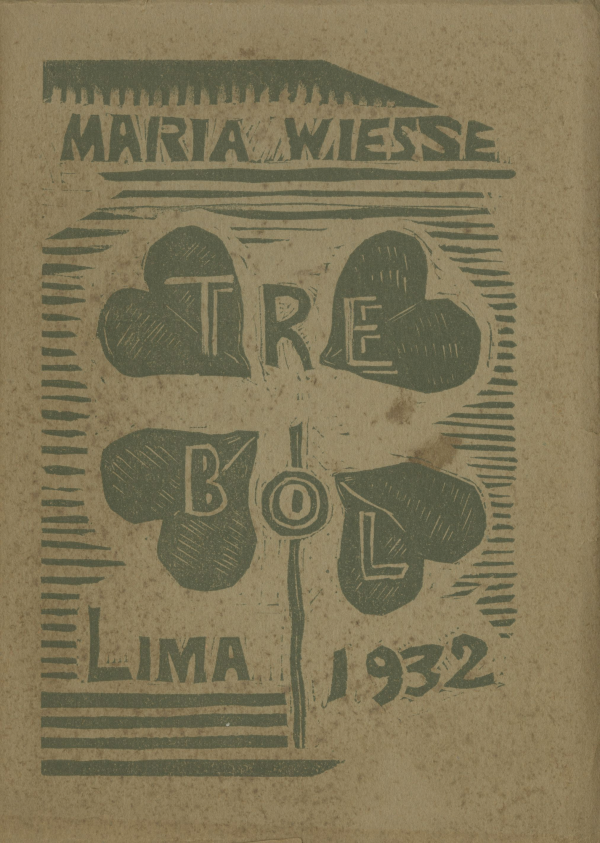 MARIA WIESSE
TRE
BOL
LIMA 1932